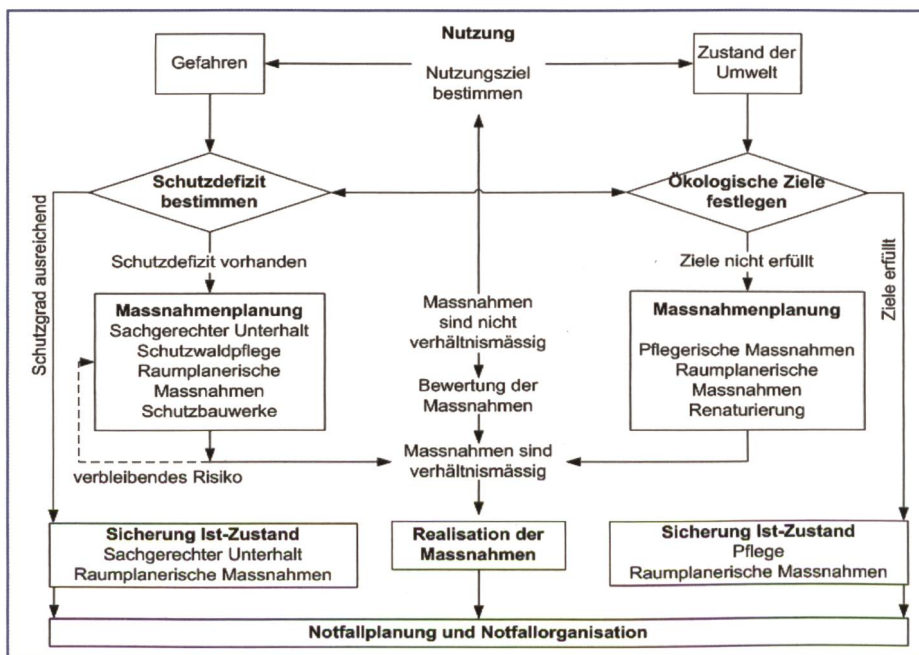 Nutzung
Gefahren
Nutzungsziel
bestimmen
Zustand der
Umwelt
Schutzdefizit
bestimmen
Ökologische Ziele
festlegen
Schutzgrad ausreichend
Schutzdefizit vorhanden
Ziele nicht erfüllt
Ziele erfüllt
Massnahmenplanung
Sachgerechter Unterhalt
Schutzwaldpflege
Raumplanerische
Massnahmen
Schutzbauwerke
Massnahmen
sind nicht
verhältnismässig
Bewertung der
Massnahmen
Massnahmen sind
verhältnismässig
Massnahmenplanung
Pflegerische Massnahmen
Raumplanerische
Massnahmen
Renaturierung
verbleibendes Risiko
Sicherung Ist-Zustand
Sachgerechter Unterhalt
Raumplanerische Massnahmen
Realisation der
Massnahmen
Sicherung Ist-Zustand
Pflege
Raumplanerische Massnahmen
Notfallplanung und Notfallorganisation